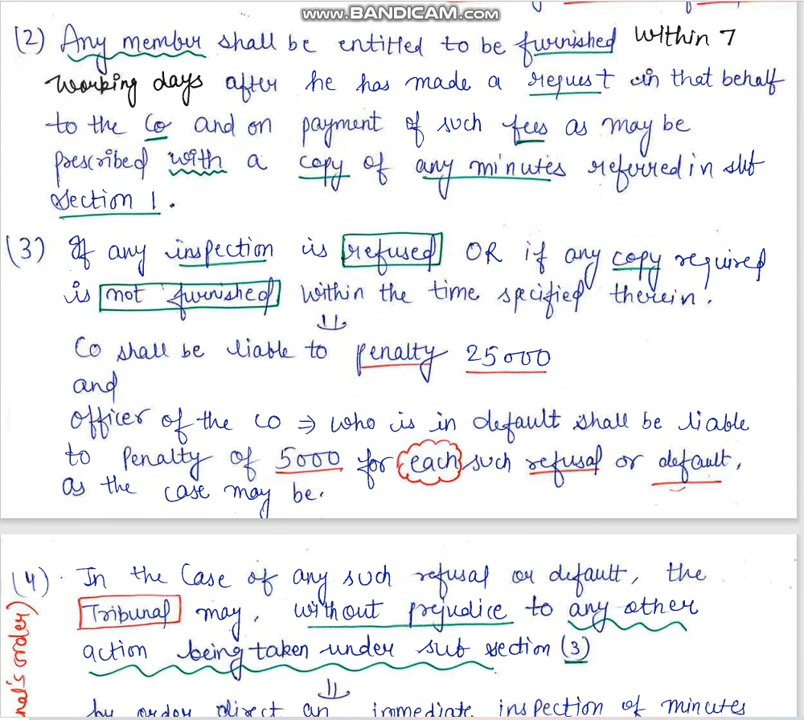 www.BANDICAM.com
(2) Any member shall be entitled to be furnished within 7
working days after he has made a request in that behalf
to the Co and on payment of such fees as may be
prescribed with a copy of any minutes referred in sub
section 1.
(3) If any inspection is refused OR if any copy required
is not furnished within the time specified therein.
Co shall be liable to penalty 25000
and
officer of the co ⇒ who is in default shall be liable
to penalty of 5000 for each such refusal or default,
as the case may be.
(4). In the Case of any such refusal or default, the
Tribunal may, without prejudice to any other
action being taken under sub section (3)
by order direct an immediate inspection of minutes
nal's order)